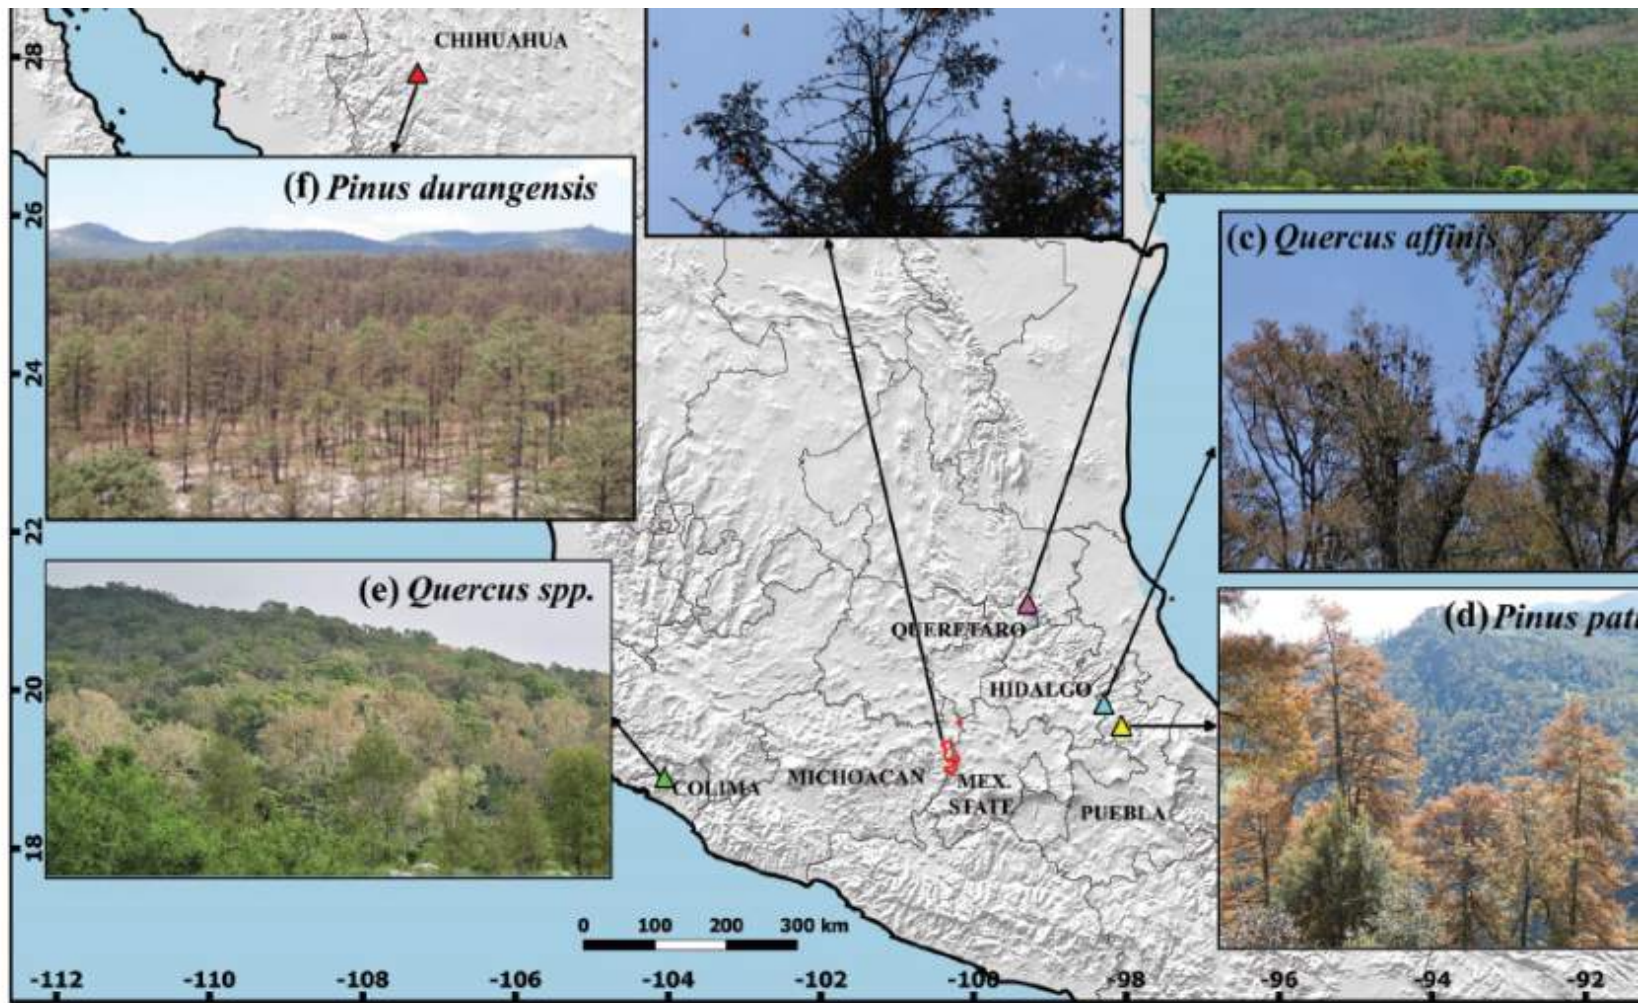 28
CHIHUAHUA
(f) Pinus durangensis
26
(c) Quercus affinis
24
22
(e) Quercus spp.
(d) Pinus pat
QUERETARO
20
HIDALGO
COLIMA
MICHOACAN
MEX.
STATE
PUEBLA
18
0 100 200 300 km
-112 -110 -108 -106 -104 -102 -100 -98 -96 -94 -92